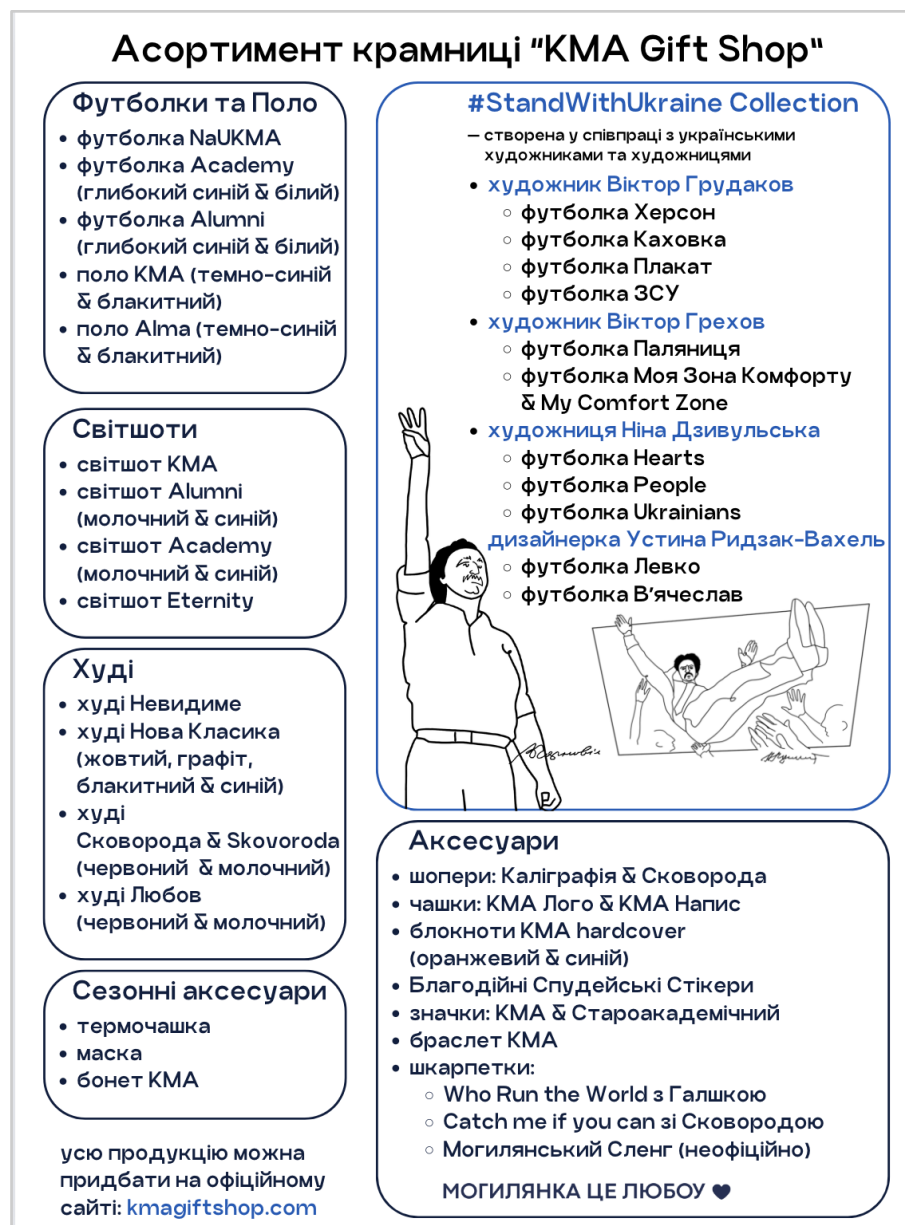 Асортимент крамниці "KMA Gift Shop"
Футболки та Поло
• футболка NaUKMA
• футболка Academy
(глибокий синій & білий)
• футболка Alumni
(глибокий синій & білий)
• поло KMA (темно-синій
& блакитний)
• поло Alma (темно-синій
& блакитний)
Світшоти
• світшот KMA
• світшот Alumni
(молочний & синій)
• світшот Academy
(молочний & синій)
• світшот Eternity
Худі
• худі Невидиме
• худі Нова Класика
(жовтий, графіт,
блакитний & синій)
• худі
Сковорода & Skovoroda
(червоний & молочний)
• худі Любов
(червоний & молочний)
Сезонні аксесуари
• термочашка
• маска
• бонет KMA
усю продукцію можна
придбати на офіційному
сайті: kmagiftshop.com
#StandWithUkraine Collection
– створена у співпраці з українськими
художниками та художницями
• художник Віктор Грудаков
◦ футболка Херсон
◦ футболка Каховка
◦ футболка Плакат
◦ футболка ЗСУ
• художник Віктор Грехов
◦ футболка Паляниця
◦ футболка Моя Зона Комфорту
& My Comfort Zone
• художниця Ніна Дзивульська
◦ футболка Hearts
◦ футболка People
◦ футболка Ukrainians
дизайнерка Устина Ридзак-Вахель
◦ футболка Левко
◦ футболка В'ячеслав
Аксесуари
• шопери: Каліграфія & Сковорода
• чашки: KMA Лого & KMA Напис
• блокноти KMA hardcover
(оранжевий & синій)
• Благодійні Спудейські Стікери
• значки: KMA & Староакадемічний
• браслет KMA
• шкарпетки:
◦ Who Run the World з Галшкою
◦ Catch me if you can зі Сковородою
◦ Могилянський Сленг (неофіційно)
МОГИЛЯНКА ЦЕ ЛЮБОУ 🖤